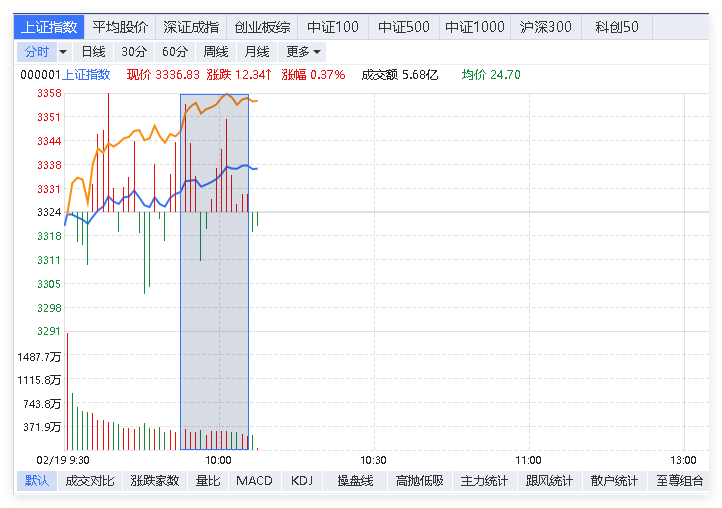 上证指数 平均股价 深证成指 创业板综 中证100 中证500 中证1000 沪深300 科创50
分时 日线 30分 60分 周线 月线 更多
000001上证指数 现价 3336.83 涨跌 12.34↑ 涨幅 0.37% 成交额 5.68亿 均价 24.70
3358
3351
3344
3338
3331
3324
3318
3311
3305
3298
3291
1487.7万
1115.8万
743.8万
371.9万
02/19 9:30 10:00 10:30 11:00 13:00
默认 成交对比 涨跌家数 量比 MACD KDJ 操盘线 高抛低吸 主力统计 跟风统计 散户统计 至尊组合